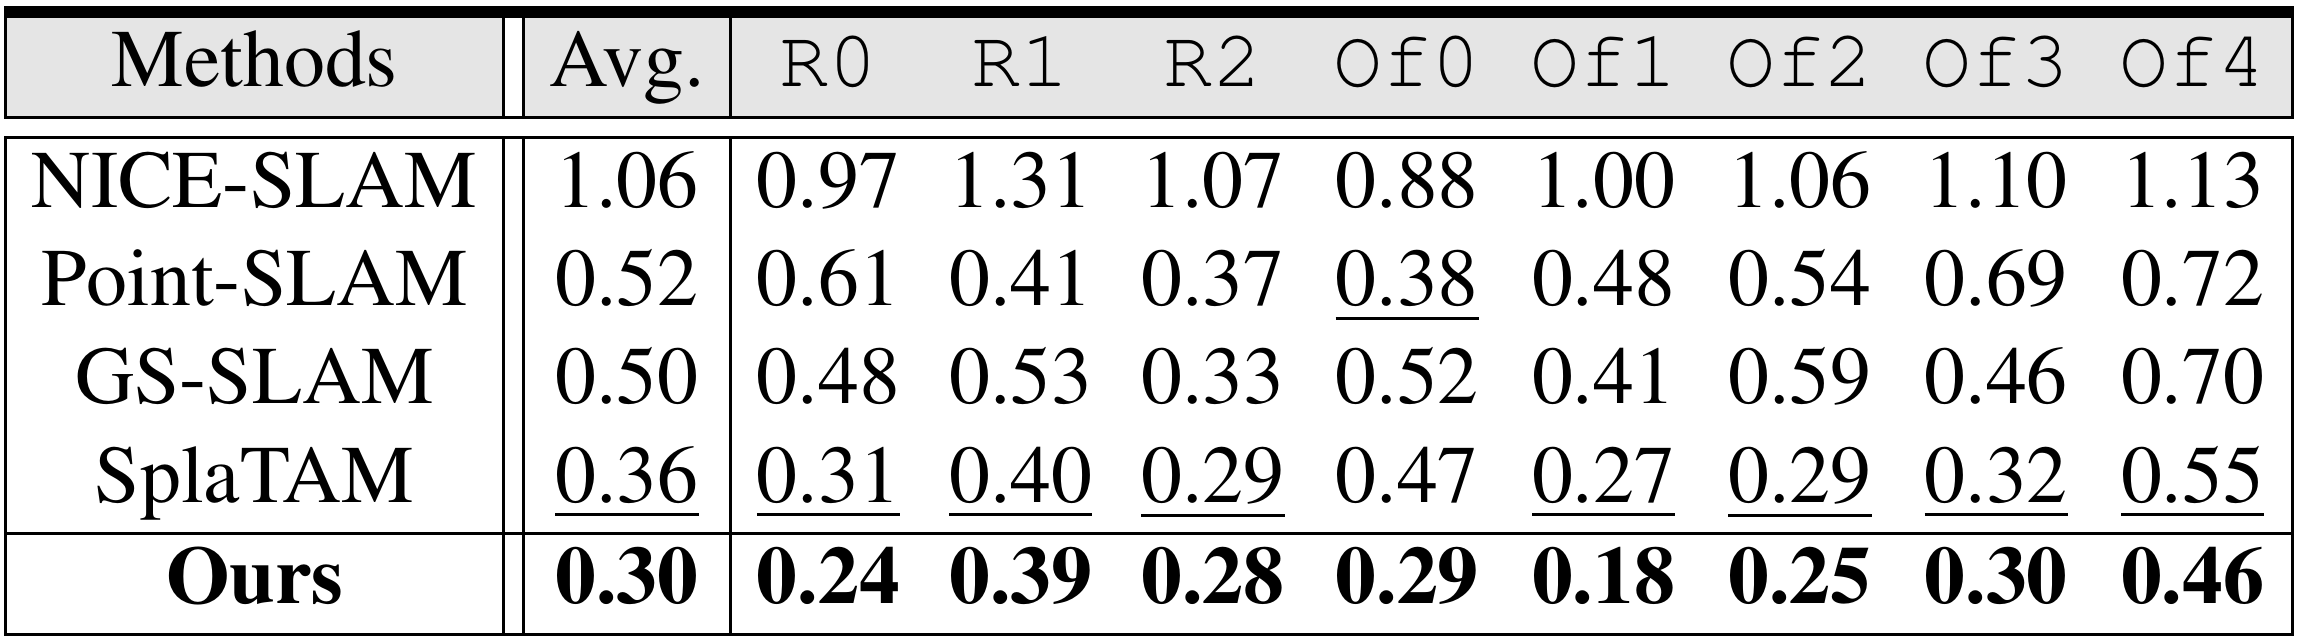 Methods Avg. R0 R1 R2 Of0 Of1 Of2 Of3 Of4
NICE-SLAM 1.06 0.97 1.31 1.07 0.88 1.00 1.06 1.10 1.13
Point-SLAM 0.52 0.61 0.41 0.37 0.38 0.48 0.54 0.69 0.72
GS-SLAM 0.50 0.48 0.53 0.33 0.52 0.41 0.59 0.46 0.70
SplaTAM 0.36 0.31 0.40 0.29 0.47 0.27 0.29 0.32 0.55
Ours 0.30 0.24 0.39 0.28 0.29 0.18 0.25 0.30 0.46